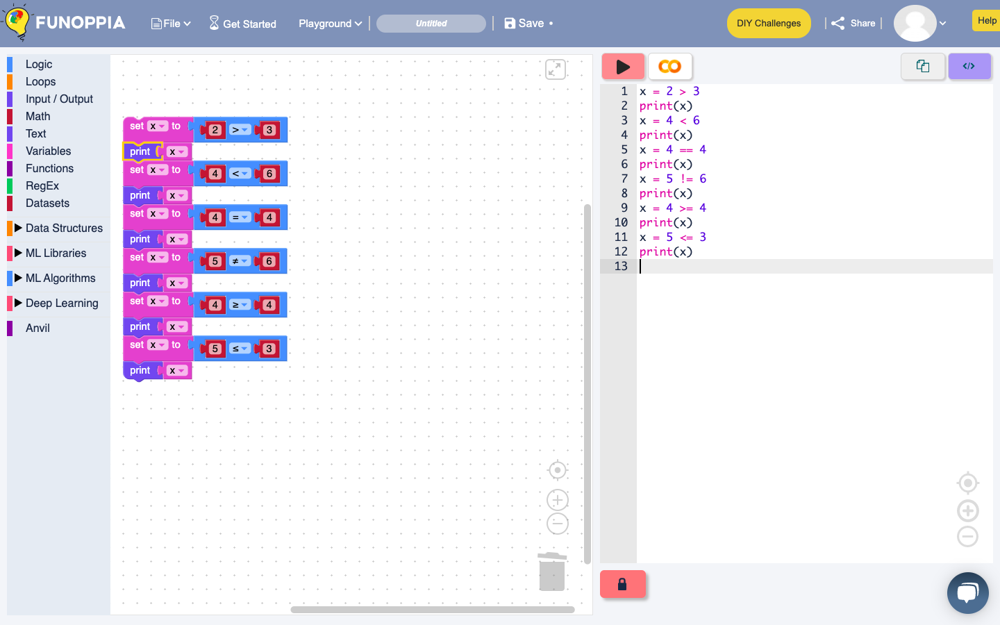 FUNOPPIA
File
Get Started
Playground
Untitled
Save •
DIY Challenges
Share
Help
Logic
Loops
Input / Output
Math
Text
Variables
Functions
RegEx
Datasets
Data Structures
ML Libraries
ML Algorithms
Deep Learning
Anvil
set x to 2 > 3
print x
set x to 4 < 6
print x
set x to 4 = 4
print x
set x to 5 ≠ 6
print x
set x to 4 ≥ 4
print x
set x to 5 ≤ 3
print x
</>
1 x = 2 > 3
2 print(x)
3 x = 4 < 6
4 print(x)
5 x = 4 == 4
6 print(x)
7 x = 5 != 6
8 print(x)
9 x = 4 >= 4
10 print(x)
11 x = 5 <= 3
12 print(x)
13